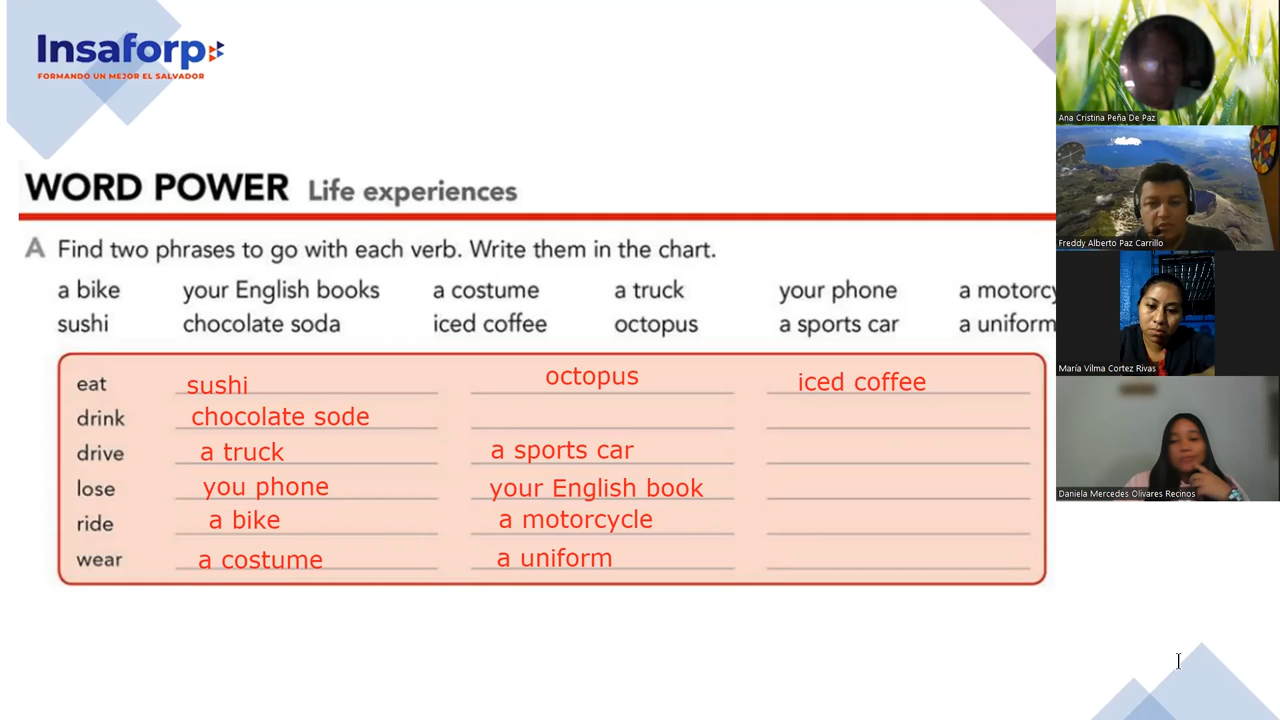 Insaforp
FORMANDO UN MEJOR EL SALVADOR
WORD POWER Life experiences
A Find two phrases to go with each verb. Write them in the chart.
a bike your English books a costume a truck your phone a motorcy
sushi chocolate soda iced coffee octopus a sports car a uniform
eat sushi octopus iced coffee
drink chocolate sode
drive a truck a sports car
lose you phone your English book
ride a bike a motorcycle
wear a costume a uniform
Ana Cristina Peña De Paz
Freddy Alberto Paz Carrillo
María Vilma Cortez Rivas
Daniela Mercedes Olivares Recinos